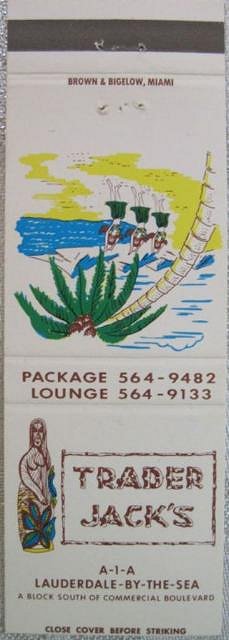 BROWN & BIGELOW, MIAMI
PACKAGE 564-9482
LOUNGE 564-9133
TRADER
JACK'S
A-1-A
LAUDERDALE-BY-THE-SEA
A BLOCK SOUTH OF COMMERCIAL BOULEVARD
CLOSE COVER BEFORE STRIKING